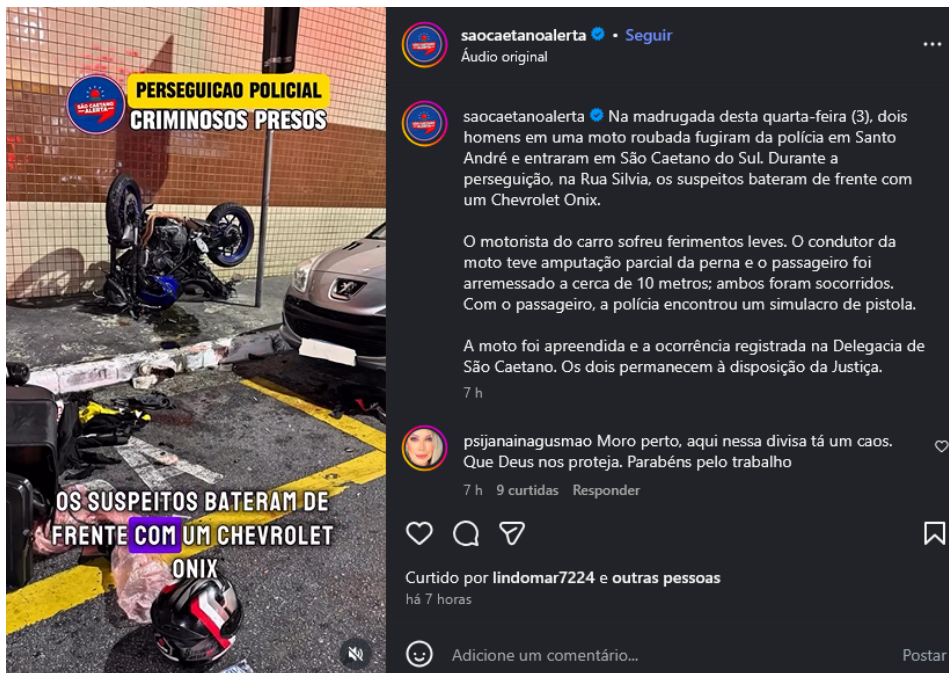 PERSEGUICAO POLICIAL
CRIMINOSOS PRESOS
SÃO CAETANO
ALERTA
OS SUSPEITOS BATERAM DE
FRENTE COM UM CHEVROLET
ONIX
saocaetanoalerta • Seguir
Áudio original
saocaetanoalerta Na madrugada desta quarta-feira (3), dois
homens em uma moto roubada fugiram da polícia em Santo
André e entraram em São Caetano do Sul. Durante a
perseguição, na Rua Silvia, os suspeitos bateram de frente com
um Chevrolet Onix.
O motorista do carro sofreu ferimentos leves. O condutor da
moto teve amputação parcial da perna e o passageiro foi
arremessado a cerca de 10 metros; ambos foram socorridos.
Com o passageiro, a polícia encontrou um simulacro de pistola.
A moto foi apreendida e a ocorrência registrada na Delegacia de
São Caetano. Os dois permanecem à disposição da Justiça.
7 h
psijanainagusmao Moro perto, aqui nessa divisa tá um caos.
Que Deus nos proteja. Parabéns pelo trabalho
7 h 9 curtidas Responder
Curtido por lindomar7224 e outras pessoas
há 7 horas
Adicione um comentário... Postar